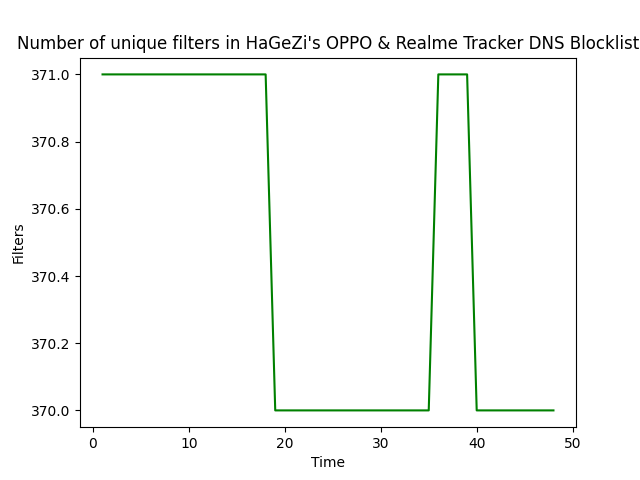 Number of unique filters in HaGeZi's OPPO & Realme Tracker DNS Blocklist
371.0
370.8
370.6
370.4
370.2
370.0
Filters
0 10 20 30 40 50
Time